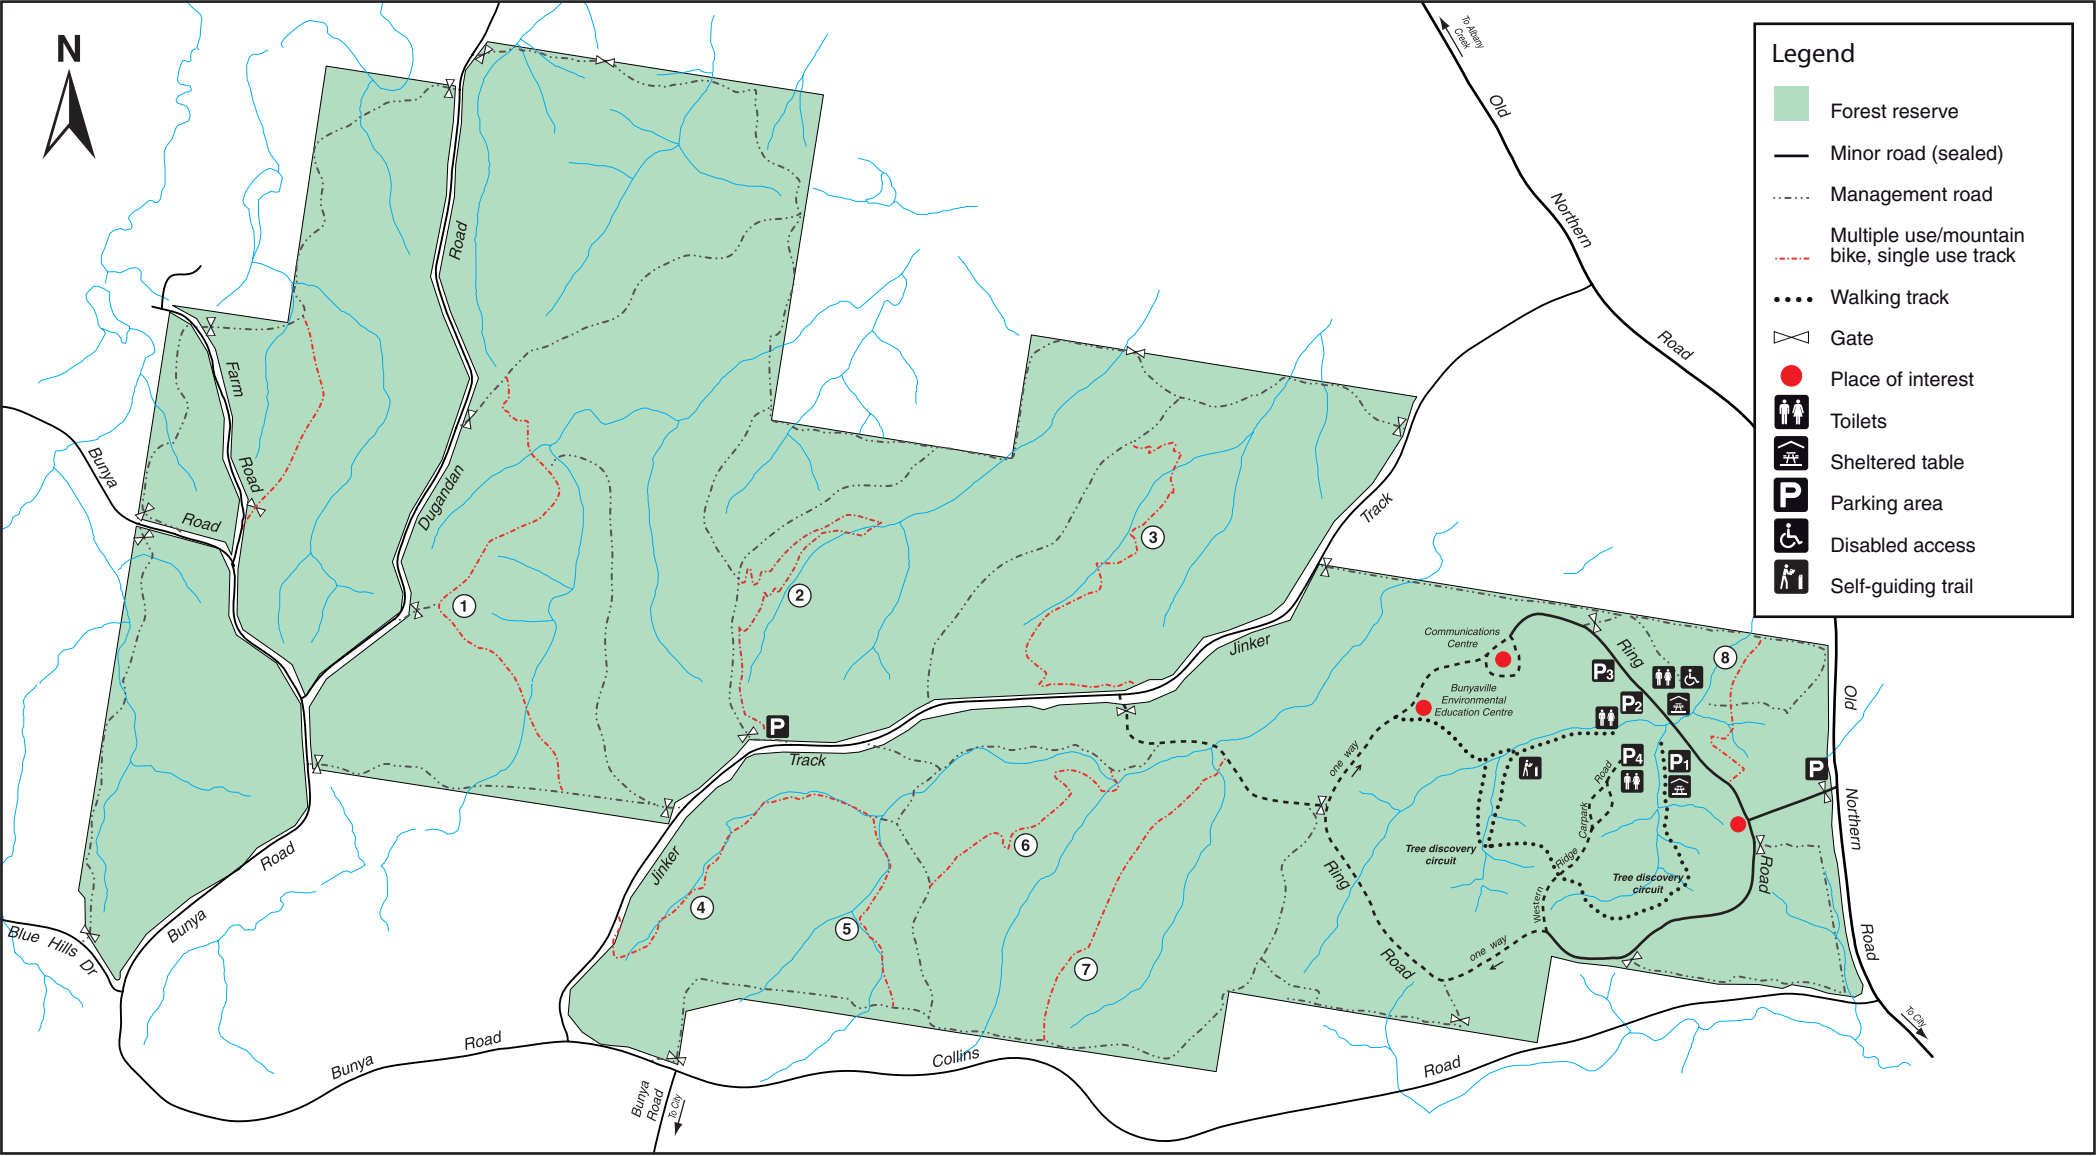 N
To Albany
Creek
Old
Northern
Road
Legend
Forest reserve
Minor road (sealed)
Management road
Multiple use/mountain
bike, single use track
Walking track
Gate
Place of interest
Toilets
Sheltered table
P
Parking area
Disabled access
Self-guiding trail
Road
Farm
Road
Bunya
Road
Dugandan
1
2
3
Track
Jinker
P
Track
Communications
Centre
Bunyaville
Environmental
Education Centre
Ring
P3
P2
8
P4
P1
P
Old
Northern
Road
one way
Road
Carpark
Ridge
Western
Tree discovery
circuit
Tree discovery
circuit
Ring
Road
one way
Road
Jinker
4
5
6
7
Road
Bunya
Blue Hills Dr
Bunya
Road
Collins
Road
Bunya
Road
To City
To City